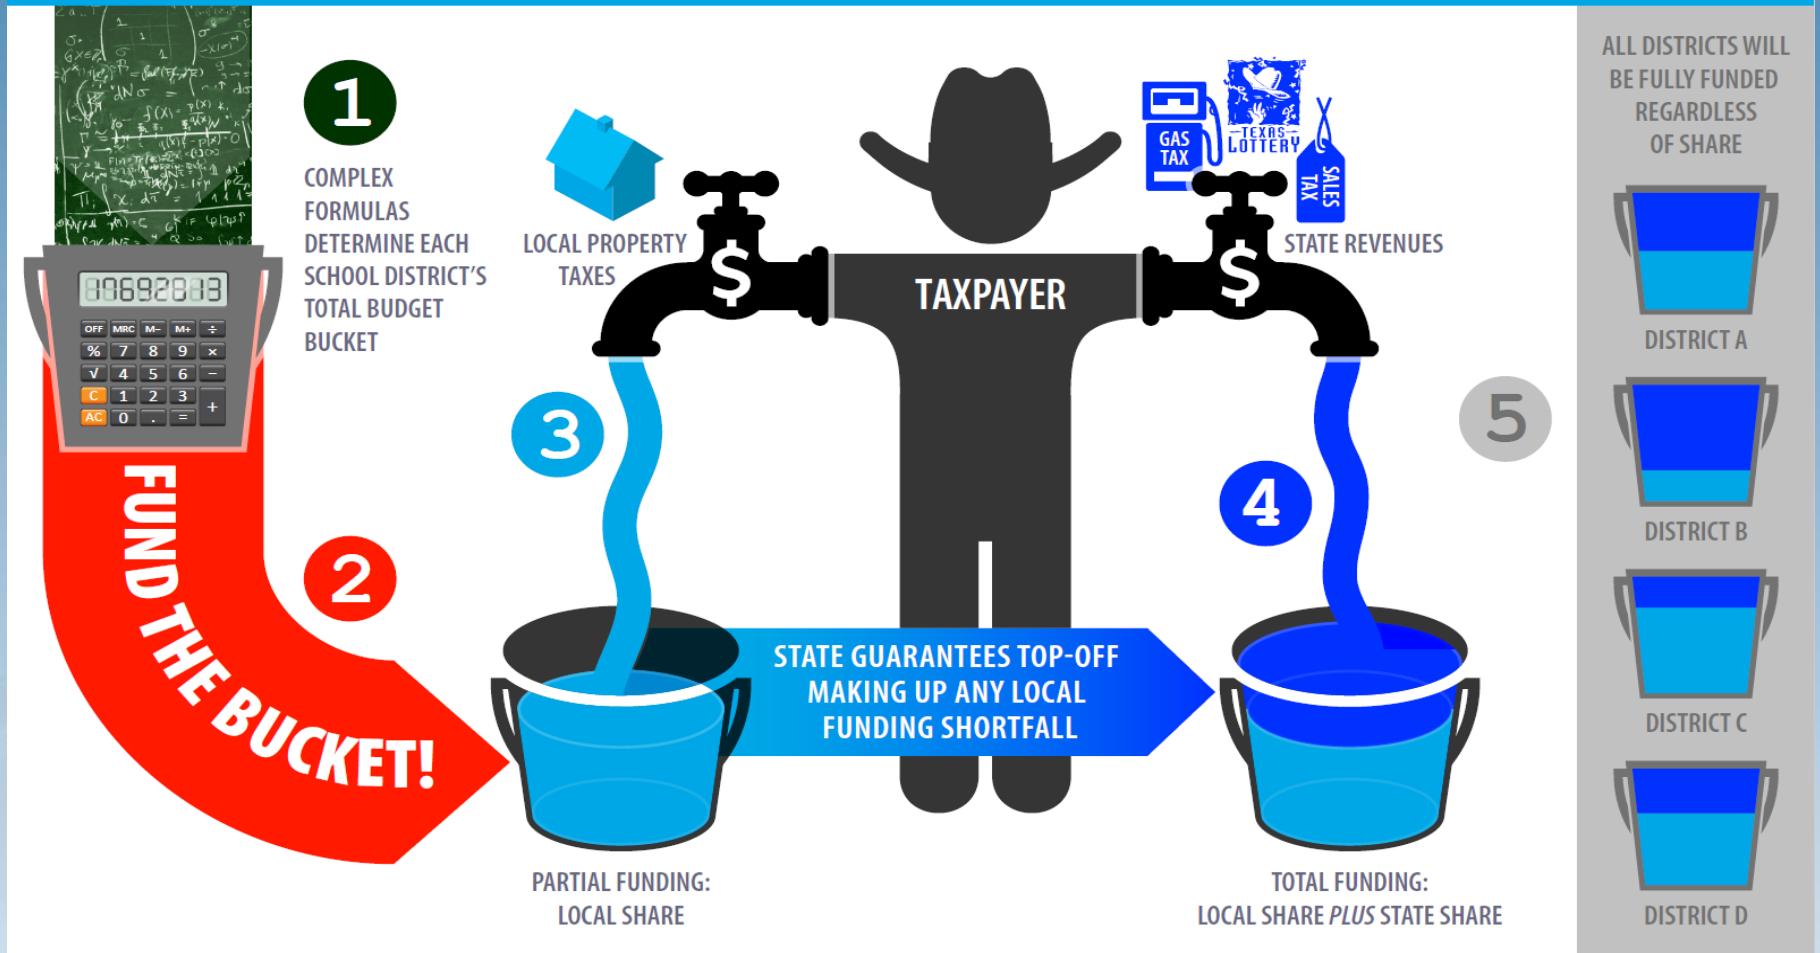 1
COMPLEX
FORMULAS
DETERMINE EACH
SCHOOL DISTRICT'S
TOTAL BUDGET
BUCKET
OFF MRC M– M+ ÷
% 7 8 9 ×
√ 4 5 6 –
C 1 2 3 +
AC 0 . =
2
FUND THE BUCKET!
LOCAL PROPERTY
TAXES
$
3
PARTIAL FUNDING:
LOCAL SHARE
TAXPAYER
STATE GUARANTEES TOP-OFF
MAKING UP ANY LOCAL
FUNDING SHORTFALL
GAS
TAX
TEXAS
LOTTERY
SALES
TAX
STATE REVENUES
$
4
TOTAL FUNDING:
LOCAL SHARE PLUS STATE SHARE
5
ALL DISTRICTS WILL
BE FULLY FUNDED
REGARDLESS
OF SHARE
DISTRICT A
DISTRICT B
DISTRICT C
DISTRICT D